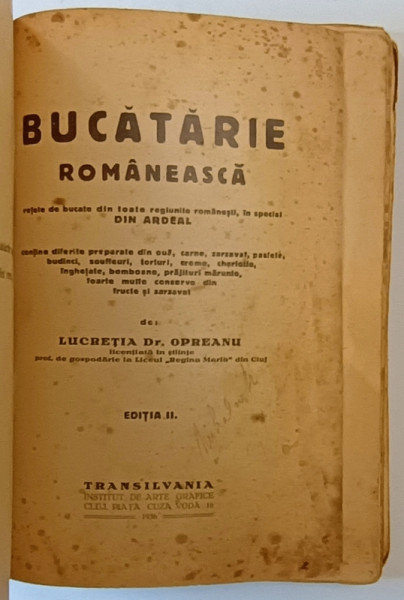 BUCĂTĂRIE
ROMÂNEASCĂ
rețete de bucate din toate regiunile românești, în special
DIN ARDEAL
conține diferite preparate din ouă, carne, zarzavat, pastete,
budinci, souffleuri, torturi, creme, charlotte,
înghețate, bomboane, prăjituri mărunte,
foarte multe conserve din
fructe și zarzavat
de:
LUCREȚIA Dr. OPREANU
licențiată în științe
prof. de gospodărie la Liceul „Regina Maria" din Cluj
EDIȚIA II.
TRANSILVANIA
INSTITUT DE ARTE GRAFICE
CLUJ, PIAȚA CUZA VODĂ 16